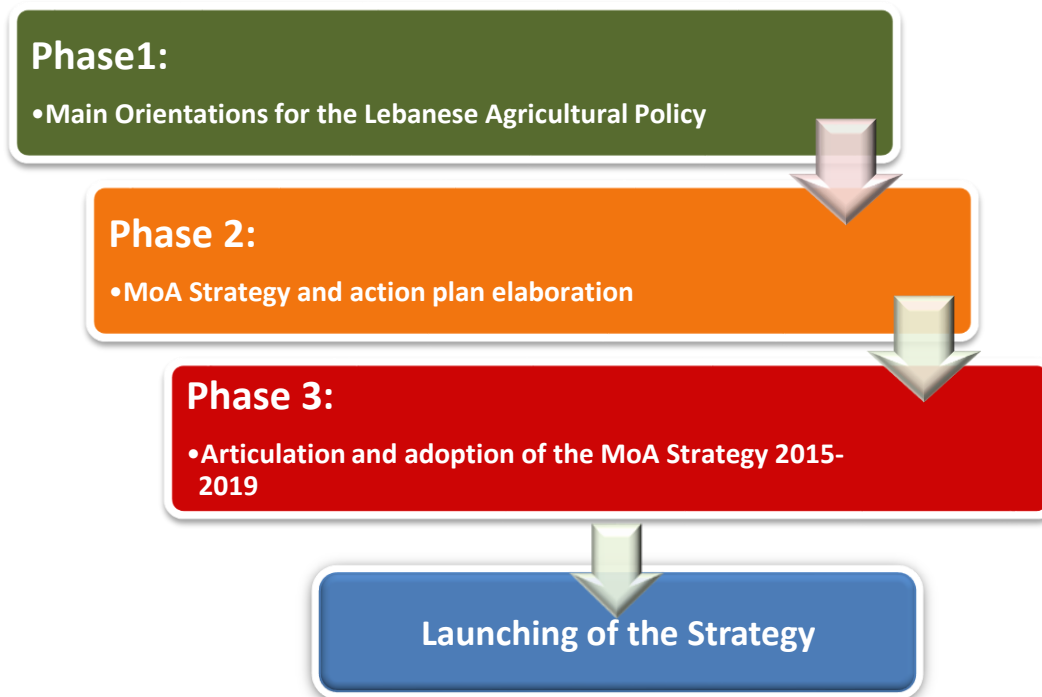 Phase1:
•Main Orientations for the Lebanese Agricultural Policy
Phase 2:
•MoA Strategy and action plan elaboration
Phase 3:
•Articulation and adoption of the MoA Strategy 2015-
2019
Launching of the Strategy